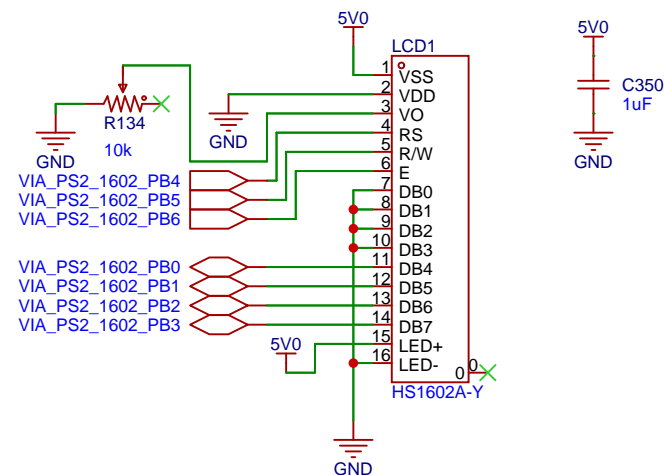 5V0
LCD1
5V0
1 VSS
2 VDD
3 VO
4 RS
5 R/W
6 E
7 DB0
8 DB1
9 DB2
10 DB3
11 DB4
12 DB5
13 DB6
14 DB7
15 LED+
16 LED-
0 0
HS1602A-Y
R134
10k
GND
GND
C350
1uF
GND
VIA_PS2_1602_PB4
VIA_PS2_1602_PB5
VIA_PS2_1602_PB6
VIA_PS2_1602_PB0
VIA_PS2_1602_PB1
VIA_PS2_1602_PB2
VIA_PS2_1602_PB3
5V0
GND